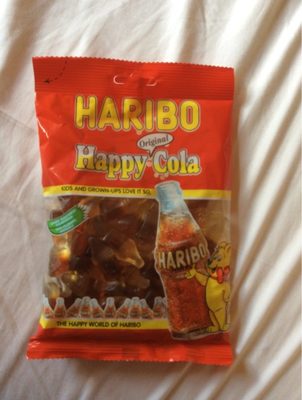 HARIBO
Original
Happy-Cola
KIDS AND GROWN-UPS LOVE IT SO,
HARIBO
THE HAPPY WORLD OF HARIBO